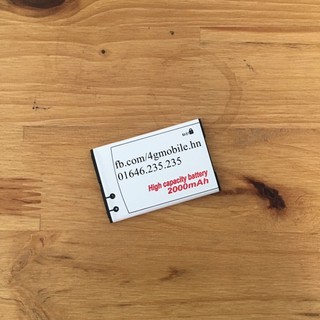 fb.com/4gmobile.hn
01646.235.235
High capacity battery
2000mAh